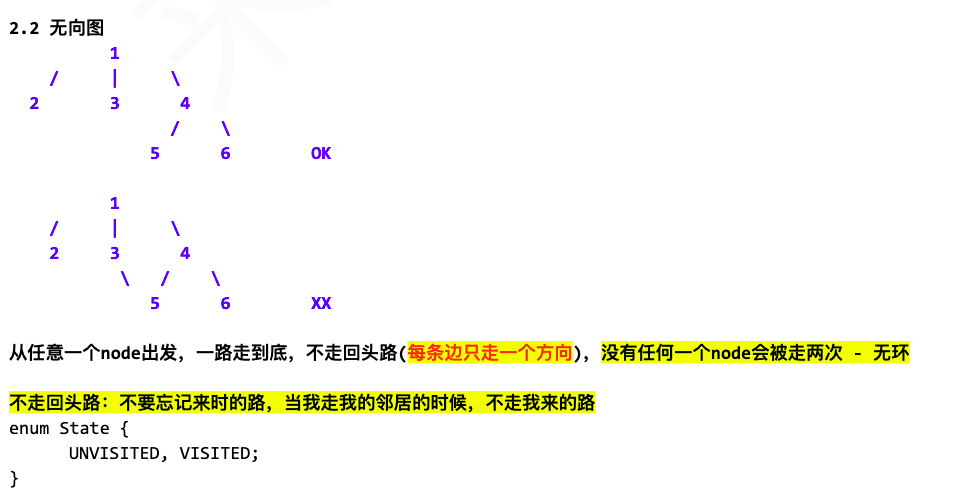 2.2 无向图
1
/ | \
2 3 4
/ \
5 6 OK
1
/ | \
2 3 4
\ / \
5 6 XX
从任意一个node出发，一路走到底，不走回头路(每条边只走一个方向)，没有任何一个node会被走两次 - 无环
不走回头路：不要忘记来时的路，当我走我的邻居的时候，不走我来的路
enum State {
UNVISITED, VISITED;
}